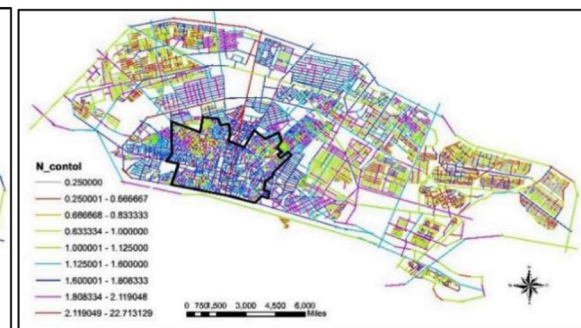 N_contol
0.250000
0.250001 - 0.666667
0.666668 - 0.833333
0.833334 - 1.000000
1.000001 - 1.125000
1.125001 - 1.600000
1.600001 - 1.808333
1.808334 - 2.119048
2.119049 - 22.713129
0 750 1,500 3,000 4,500 6,000
Miles